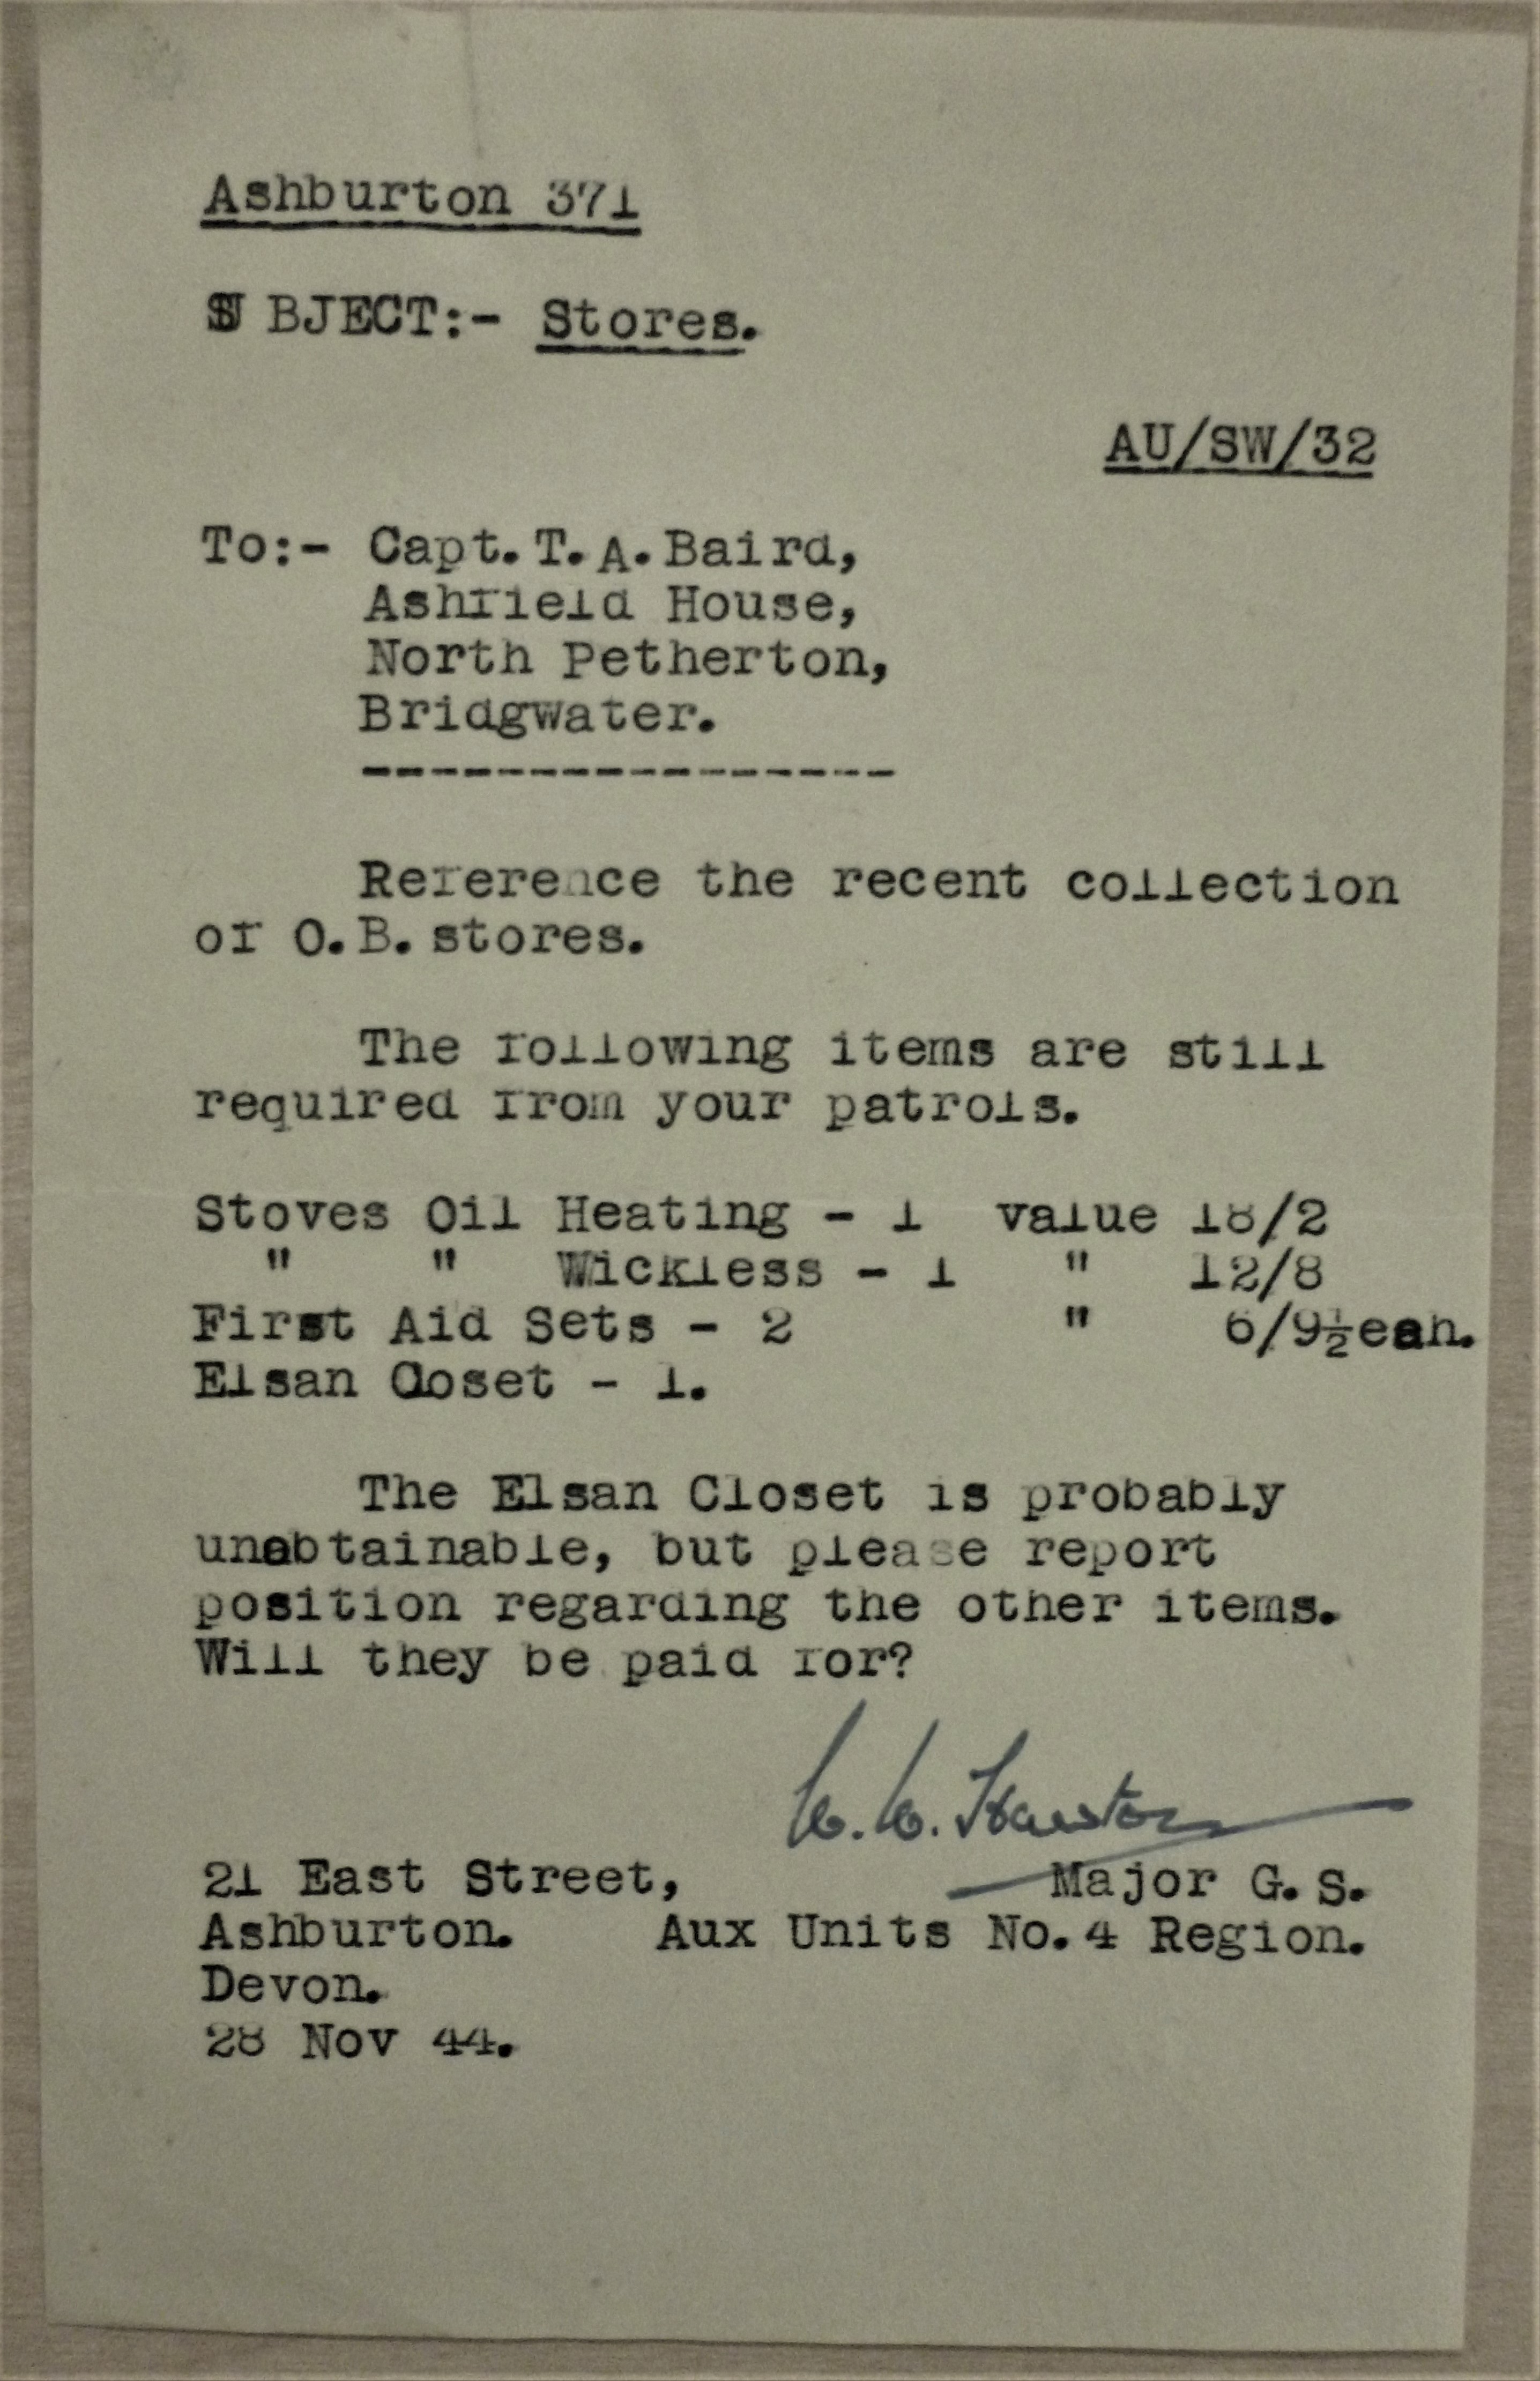 Ashburton 371
SUBJECT:- Stores.
AU/SW/32
To:- Capt. T. A. Baird,
Ashfield House,
North Petherton,
Bridgwater.
-----------------
Reference the recent collection
of O.B. stores.
The following items are still
required from your patrols.
Stoves Oil Heating - 1 value 18/2
" " Wickless - 1 " 12/8
First Aid Sets - 2 " 6/9½eah.
Elsan Closet - 1.
The Elsan Closet is probably
unobtainable, but please report
position regarding the other items.
Will they be paid for?
21 East Street, Major G. S.
Ashburton. Aux Units No. 4 Region.
Devon.
28 Nov 44.